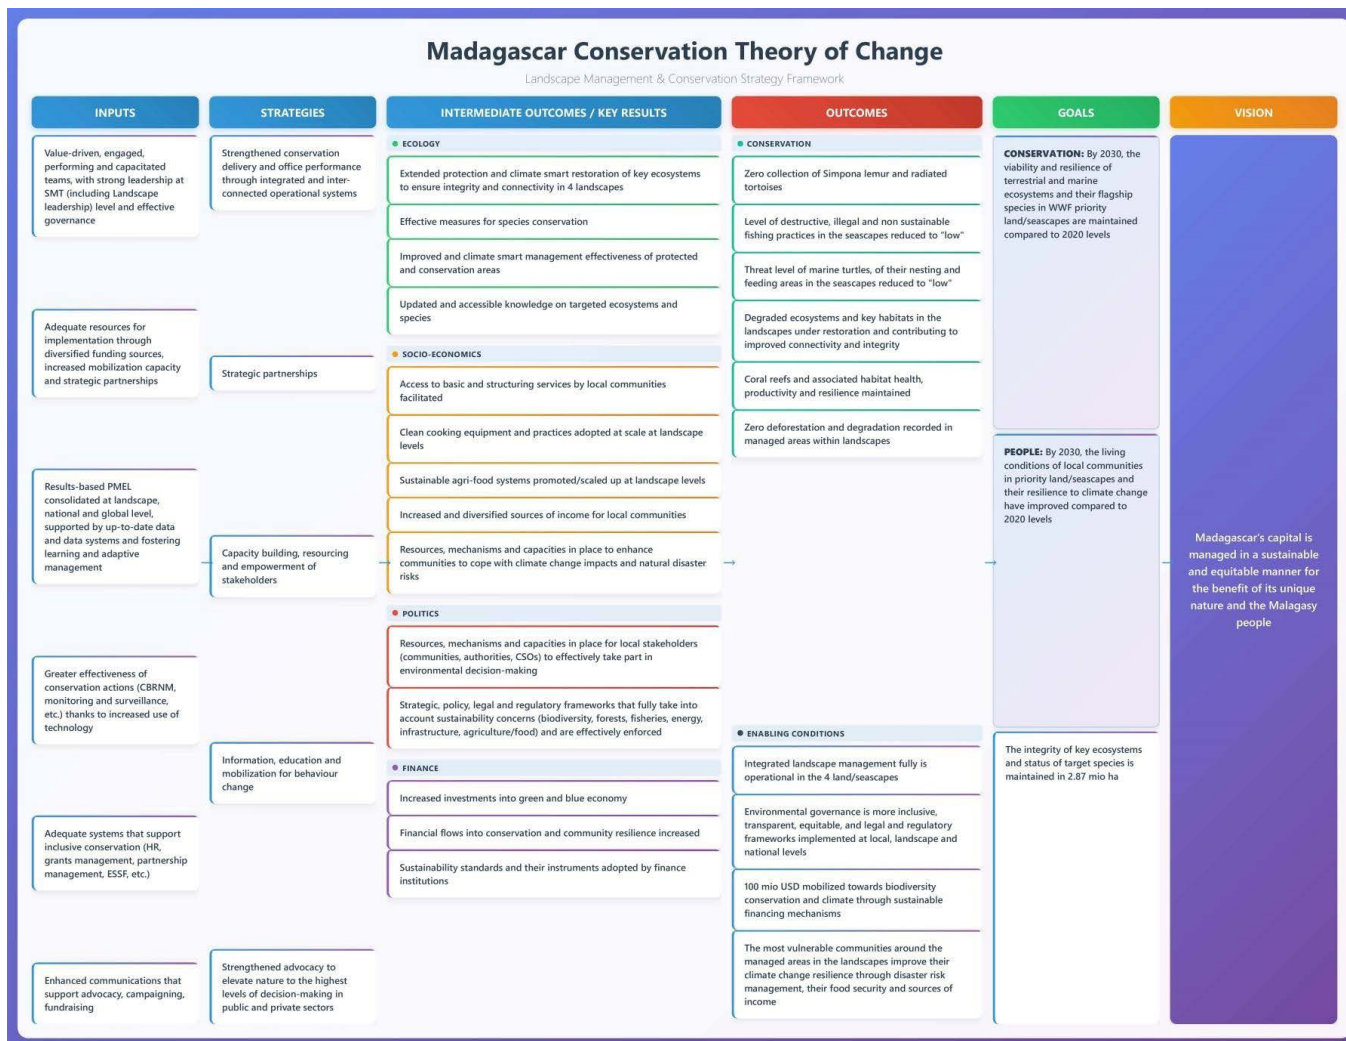 Madagascar Conservation Theory of Change
Landscape Management & Conservation Strategy Framework
INPUTS
Value-driven, engaged,
performing and capacitated
teams, with strong leadership at
SMT (including Landscape
leadership) level and effective
governance
Adequate resources for
implementation through
diversified funding sources,
increased mobilization capacity
and strategic partnerships
Results-based PMEL
consolidated at landscape,
national and global level,
supported by up-to-date data
and data systems and fostering
learning and adaptive
management
Greater effectiveness of
conservation actions (CBRNM,
monitoring and surveillance,
etc.) thanks to increased use of
technology
Adequate systems that support
inclusive conservation (HR,
grants management, partnership
management, ESSF, etc.)
Enhanced communications that
support advocacy, campaigning,
fundraising
STRATEGIES
Strengthened conservation
delivery and office performance
through integrated and inter-
connected operational systems
Strategic partnerships
Capacity building, resourcing
and empowerment of
stakeholders
Information, education and
mobilization for behaviour
change
Strengthened advocacy to
elevate nature to the highest
levels of decision-making in
public and private sectors
INTERMEDIATE OUTCOMES / KEY RESULTS
ECOLOGY
Extended protection and climate smart restoration of key ecosystems
to ensure integrity and connectivity in 4 landscapes
Effective measures for species conservation
Improved and climate smart management effectiveness of protected
and conservation areas
Updated and accessible knowledge on targeted ecosystems and
species
SOCIO-ECONOMICS
Access to basic and structuring services by local communities
facilitated
Clean cooking equipment and practices adopted at scale at landscape
levels
Sustainable agri-food systems promoted/scaled up at landscape levels
Increased and diversified sources of income for local communities
Resources, mechanisms and capacities in place to enhance
communities to cope with climate change impacts and natural disaster
risks
POLITICS
Resources, mechanisms and capacities in place for local stakeholders
(communities, authorities, CSOs) to effectively take part in
environmental decision-making
Strategic, policy, legal and regulatory frameworks that fully take into
account sustainability concerns (biodiversity, forests, fisheries, energy,
infrastructure, agriculture/food) and are effectively enforced
FINANCE
Increased investments into green and blue economy
Financial flows into conservation and community resilience increased
Sustainability standards and their instruments adopted by finance
institutions
OUTCOMES
CONSERVATION
Zero collection of Simpona lemur and radiated
tortoises
Level of destructive, illegal and non sustainable
fishing practices in the seascapes reduced to "low"
Threat level of marine turtles, of their nesting and
feeding areas in the seascapes reduced to "low"
Degraded ecosystems and key habitats in the
landscapes under restoration and contributing to
improved connectivity and integrity
Coral reefs and associated habitat health,
productivity and resilience maintained
Zero deforestation and degradation recorded in
managed areas within landscapes
ENABLING CONDITIONS
Integrated landscape management fully is
operational in the 4 land/seascapes
Environmental governance is more inclusive,
transparent, equitable, and legal and regulatory
frameworks implemented at local, landscape and
national levels
100 mio USD mobilized towards biodiversity
conservation and climate through sustainable
financing mechanisms
The most vulnerable communities around the
managed areas in the landscapes improve their
climate change resilience through disaster risk
management, their food security and sources of
income
GOALS
CONSERVATION: By 2030, the
viability and resilience of
terrestrial and marine
ecosystems and their flagship
species in WWF priority
land/seascapes are maintained
compared to 2020 levels
PEOPLE: By 2030, the living
conditions of local communities
in priority land/seascapes and
their resilience to climate change
have improved compared to
2020 levels
The integrity of key ecosystems
and status of target species is
maintained in 2.87 mio ha
VISION
Madagascar's capital is
managed in a sustainable
and equitable manner for
the benefit of its unique
nature and the Malagasy
people